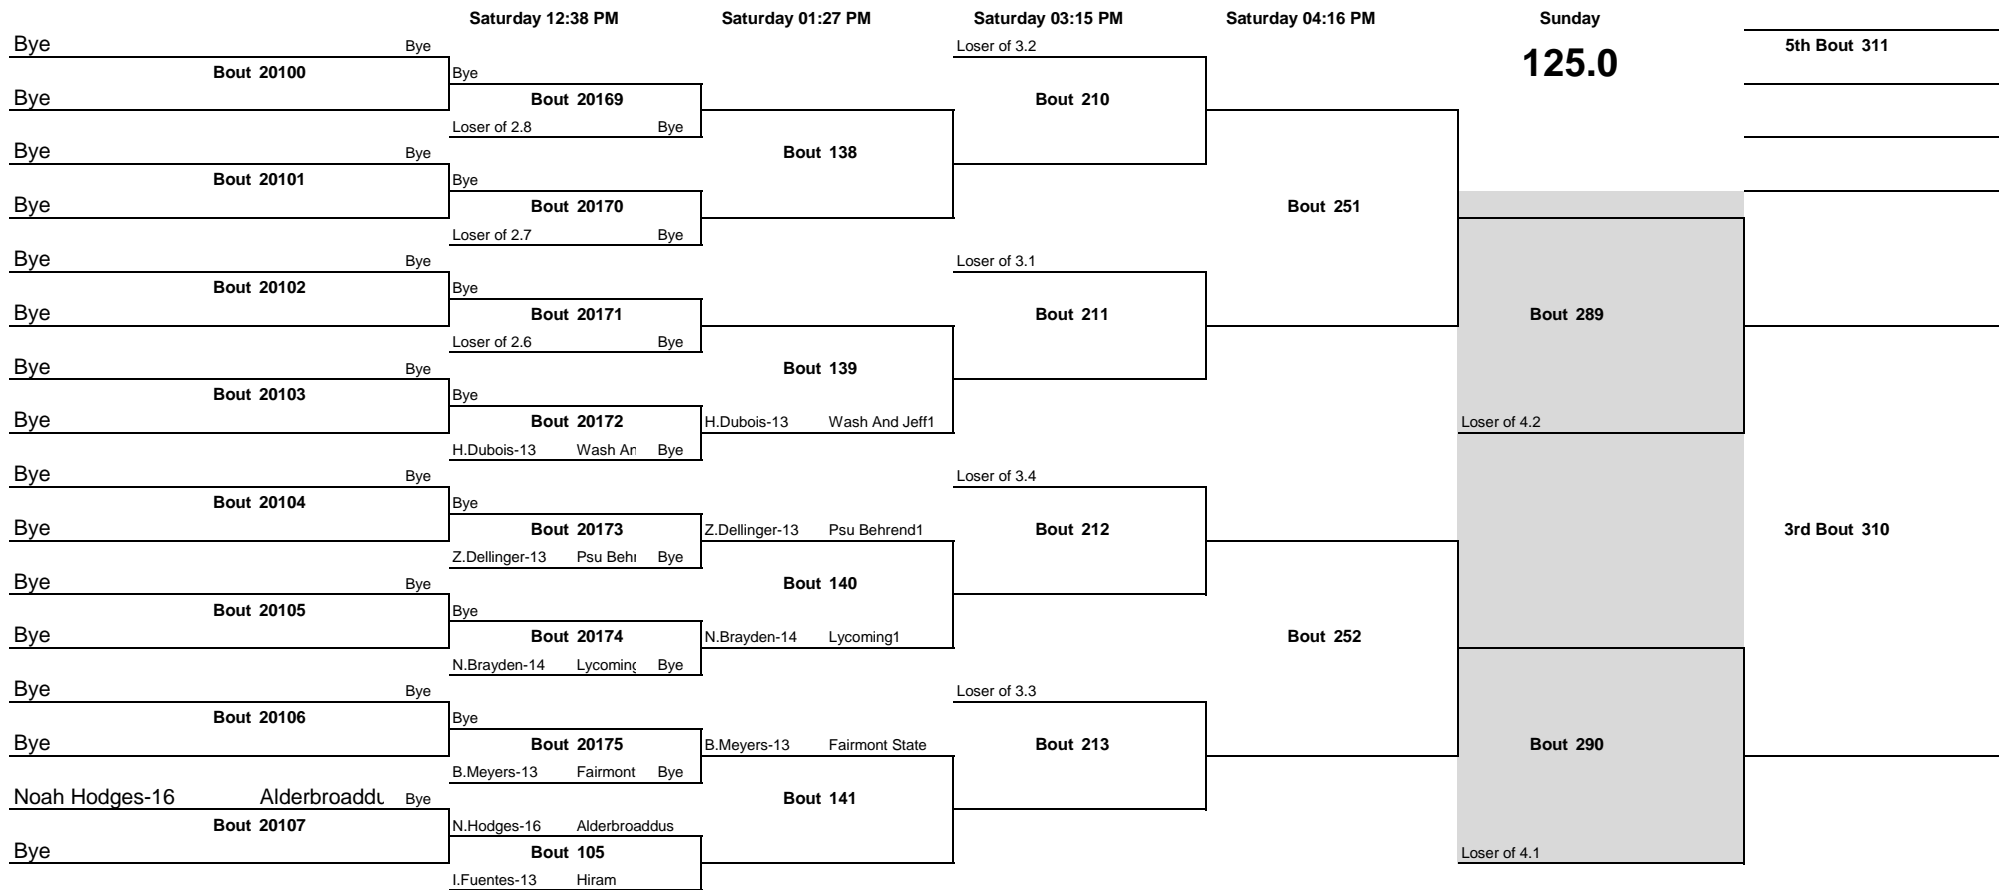 Saturday 12:38 PM Saturday 01:27 PM Saturday 03:15 PM Saturday 04:16 PM Sunday
Bye Bye Loser of 3.2 5th Bout 311
125.0
Bout 20100 Bye
Bye Bout 20169 Bout 210
Loser of 2.8 Bye
Bye Bye Bout 138
Bout 20101 Bye
Bye Bout 20170 Bout 251
Loser of 2.7 Bye
Bye Bye Loser of 3.1
Bout 20102 Bye
Bye Bout 20171 Bout 211 Bout 289
Loser of 2.6 Bye
Bye Bye Bout 139
Bout 20103 Bye
Bye Bout 20172 H.Dubois-13 Wash And Jeff1 Loser of 4.2
H.Dubois-13 Wash An Bye
Bye Bye Loser of 3.4
Bout 20104 Bye
Bye Bout 20173 Z.Dellinger-13 Psu Behrend1 Bout 212 3rd Bout 310
Z.Dellinger-13 Psu Beh Bye
Bye Bye Bout 140
Bout 20105 Bye
Bye Bout 20174 N.Brayden-14 Lycoming1 Bout 252
N.Brayden-14 Lycoming Bye
Bye Bye Loser of 3.3
Bout 20106 Bye
Bye Bout 20175 B.Meyers-13 Fairmont State Bout 213 Bout 290
B.Meyers-13 Fairmont Bye
Noah Hodges-16 Alderbroaddu Bye Bout 141
Bout 20107 N.Hodges-16 Alderbroaddus
Bye Bout 105 Loser of 4.1
I.Fuentes-13 Hiram